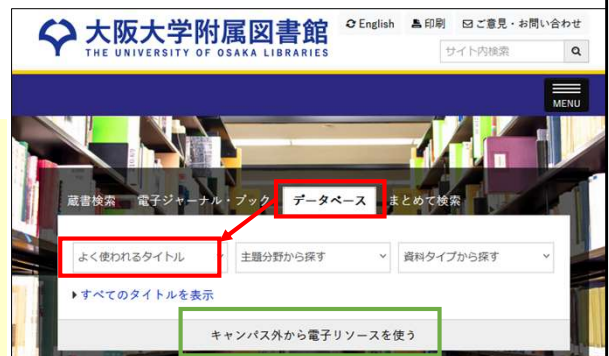 大阪大学附属図書館
THE UNIVERSITY OF OSAKA LIBRARIES
English 印刷 ご意見・お問い合わせ
サイト内検索
MENU
蔵書検索 電子ジャーナル・ブック データベース まとめて検索
よく使われるタイトル 主題分野から探す 資料タイプから探す
すべてのタイトルを表示
キャンパス外から電子リソースを使う